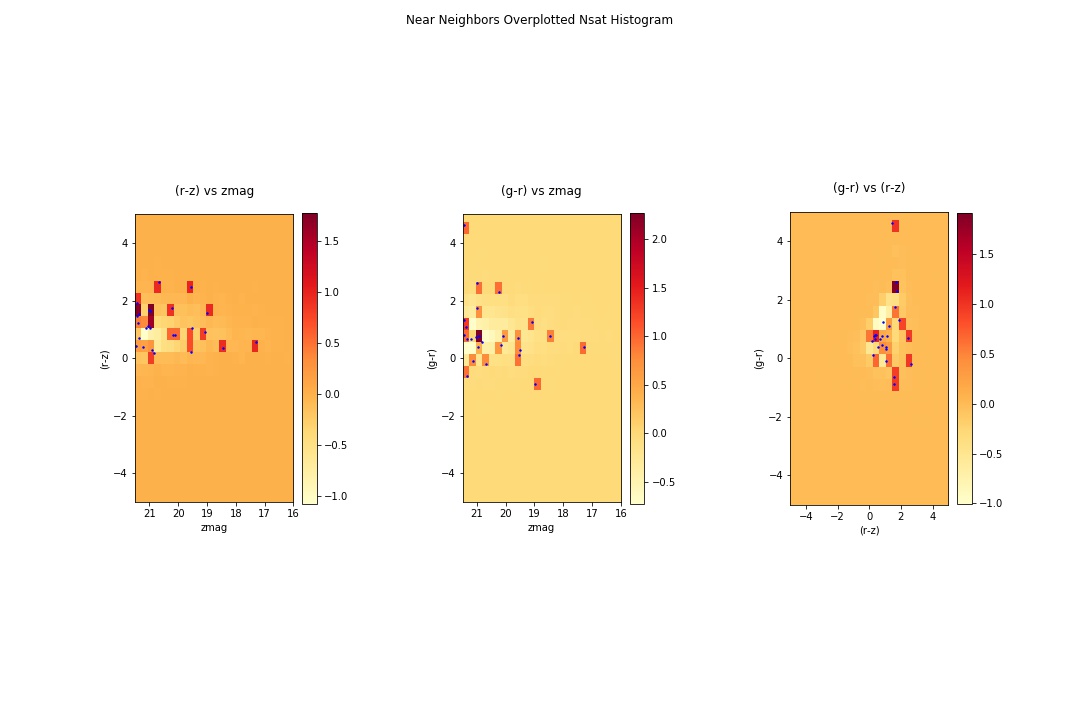 Near Neighbors Overplotted Nsat Histogram
(r-z) vs zmag
4
2
0
−2
−4
(r-z)
21 20 19 18 17 16
zmag
1.5
1.0
0.5
0.0
−0.5
−1.0
(g-r) vs zmag
4
2
0
−2
−4
(g-r)
21 20 19 18 17 16
zmag
2.0
1.5
1.0
0.5
0.0
−0.5
(g-r) vs (r-z)
4
2
0
−2
−4
(g-r)
−4 −2 0 2 4
(r-z)
1.5
1.0
0.5
0.0
−0.5
−1.0